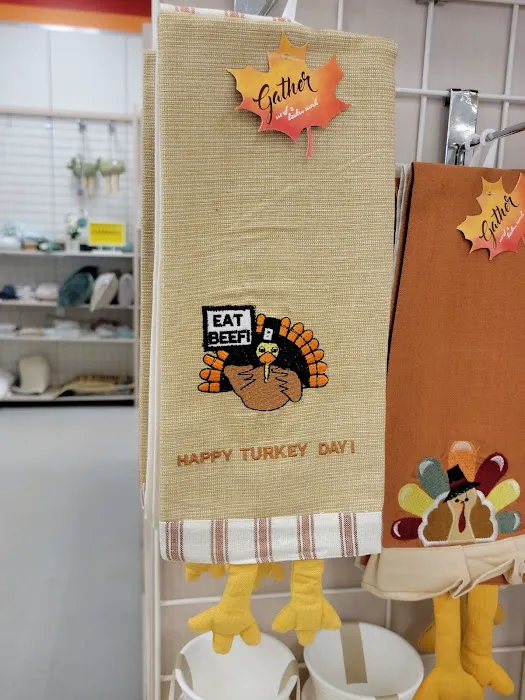 Gather
EAT
BEEF!
HAPPY TURKEY DAY!
Gather